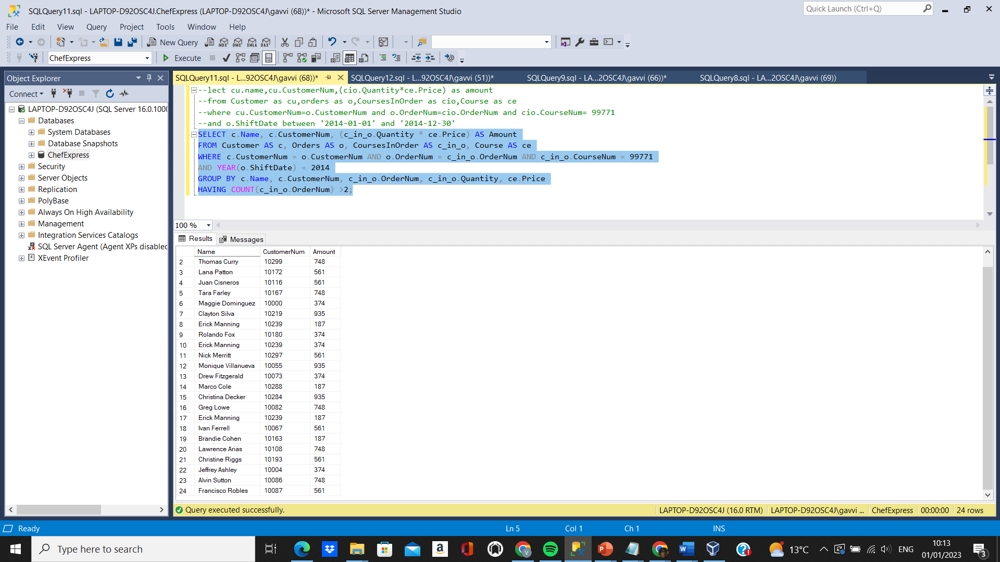 SQLQuery11.sql - LAPTOP-D92OSC4J.ChefExpress (LAPTOP-D92OSC4J\gavvi (68))* - Microsoft SQL Server Management Studio
Quick Launch (Ctrl+Q)
File Edit View Query Project Tools Window Help
New Query MDX DMX XMLA DAX
ChefExpress Execute
Object Explorer
Connect
LAPTOP-D92OSC4J (SQL Server 16.0.1000
Databases
System Databases
Database Snapshots
ChefExpress
Security
Server Objects
Replication
PolyBase
Always On High Availability
Management
Integration Services Catalogs
SQL Server Agent (Agent XPs disabled
XEvent Profiler
SQLQuery11.sql - L...92OSC4J\gavvi (68))* SQLQuery12.sql - L...92OSC4J\gavvi (51))* SQLQuery9.sql - LA...2OSC4J\gavvi (66))* SQLQuery8.sql - LA...2OSC4J\gavvi (69))
--lect cu.name,cu.CustomerNum,(cio.Quantity*ce.Price) as amount
--from Customer as cu,orders as o,CoursesInOrder as cio,Course as ce
--where cu.CustomerNum=o.CustomerNum and o.OrderNum=cio.OrderNum and cio.CourseNum= 99771
--and o.ShiftDate between '2014-01-01' and '2014-12-30'
SELECT c.Name, c.CustomerNum, (c_in_o.Quantity * ce.Price) AS Amount
FROM Customer AS c, Orders AS o, CoursesInOrder AS c_in_o, Course AS ce
WHERE c.CustomerNum = o.CustomerNum AND o.OrderNum = c_in_o.OrderNum AND c_in_o.CourseNum = 99771
AND YEAR(o.ShiftDate) = 2014
GROUP BY c.Name, c.CustomerNum, c_in_o.OrderNum, c_in_o.Quantity, ce.Price
HAVING COUNT(c_in_o.OrderNum) >2;
100 %
Results Messages
Name CustomerNum Amount
2 Thomas Curry 10299 748
3 Lana Patton 10172 561
4 Juan Cisneros 10116 561
5 Tara Farley 10167 748
6 Maggie Dominguez 10000 374
7 Clayton Silva 10219 935
8 Erick Manning 10239 187
9 Rolando Fox 10180 374
10 Erick Manning 10239 374
11 Nick Merritt 10297 561
12 Monique Villanueva 10055 935
13 Drew Fitzgerald 10073 374
14 Marco Cole 10288 187
15 Christina Decker 10284 935
16 Greg Lowe 10082 748
17 Erick Manning 10239 187
18 Ivan Ferrell 10067 561
19 Brandie Cohen 10163 187
20 Lawrence Arias 10108 748
21 Christine Riggs 10193 561
22 Jeffrey Ashley 10004 374
23 Alvin Sutton 10086 748
24 Francisco Robles 10087 561
Query executed successfully. LAPTOP-D92OSC4J (16.0 RTM) LAPTOP-D92OSC4J\gavvi ... ChefExpress 00:00:00 24 rows
Ready Ln 5 Col 1 Ch 1 INS
Type here to search
13°C ENG
10:13
01/01/2023
3